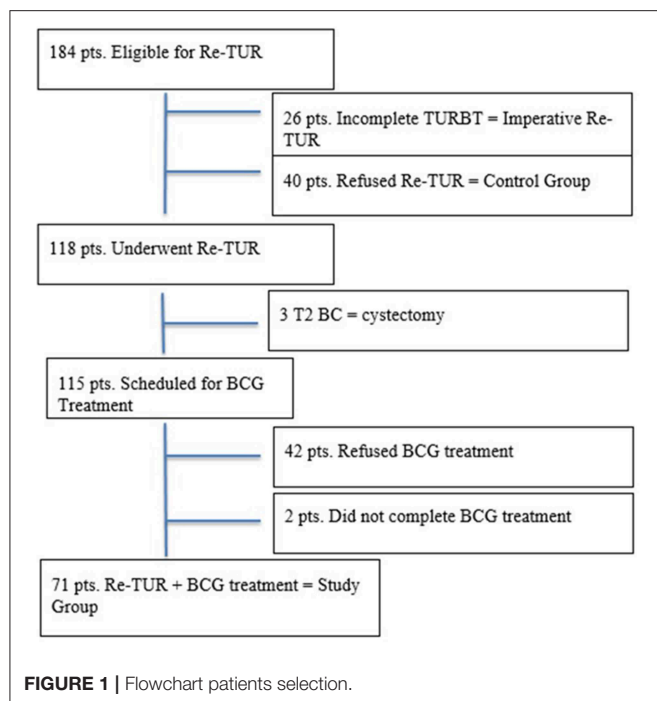 184 pts. Eligible for Re-TUR
26 pts. Incomplete TURBT = Imperative Re-
TUR
40 pts. Refused Re-TUR = Control Group
118 pts. Underwent Re-TUR
3 T2 BC = cystectomy
115 pts. Scheduled for BCG
Treatment
42 pts. Refused BCG treatment
2 pts. Did not complete BCG treatment
71 pts. Re-TUR + BCG treatment = Study
Group
FIGURE 1 | Flowchart patients selection.